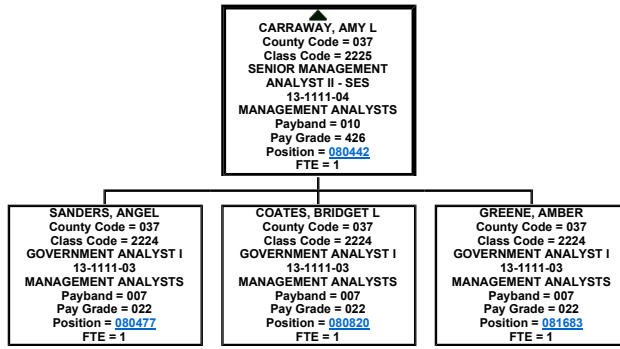 CARRAWAY, AMY L
County Code = 037
Class Code = 2225
SENIOR MANAGEMENT
ANALYST II - SES
13-1111-04
MANAGEMENT ANALYSTS
Payband = 010
Pay Grade = 426
Position = 080442
FTE = 1
SANDERS, ANGEL
County Code = 037
Class Code = 2224
GOVERNMENT ANALYST I
13-1111-03
MANAGEMENT ANALYSTS
Payband = 007
Pay Grade = 022
Position = 080477
FTE = 1
COATES, BRIDGET L
County Code = 037
Class Code = 2224
GOVERNMENT ANALYST I
13-1111-03
MANAGEMENT ANALYSTS
Payband = 007
Pay Grade = 022
Position = 080820
FTE = 1
GREENE, AMBER
County Code = 037
Class Code = 2224
GOVERNMENT ANALYST I
13-1111-03
MANAGEMENT ANALYSTS
Payband = 007
Pay Grade = 022
Position = 081683
FTE = 1